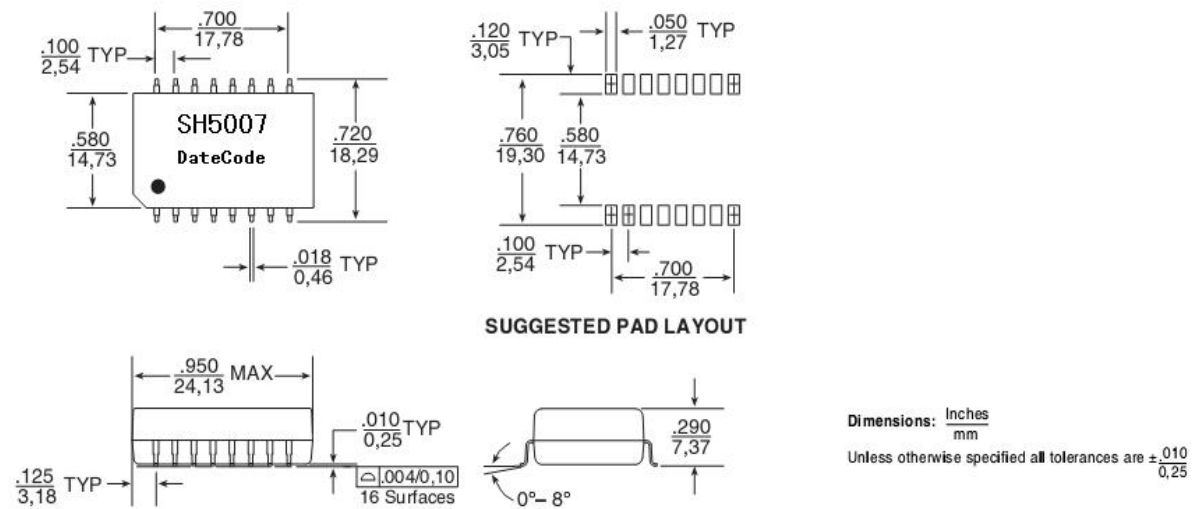 .700
17,78
.100
2,54 TYP
SH5007
DateCode
.580
14,73
.720
18,29
.018
0,46 TYP
.120
3,05 TYP
.050
1,27 TYP
.760
19,30
.580
14,73
.100
2,54 TYP
.700
17,78
SUGGESTED PAD LAYOUT
.950
24,13 MAX
.010
0,25 TYP
.004/0,10
16 Surfaces
.125
3,18 TYP
0°– 8°
.290
7,37
Dimensions: Inches
mm
Unless otherwise specified all tolerances are ± .010
0,25